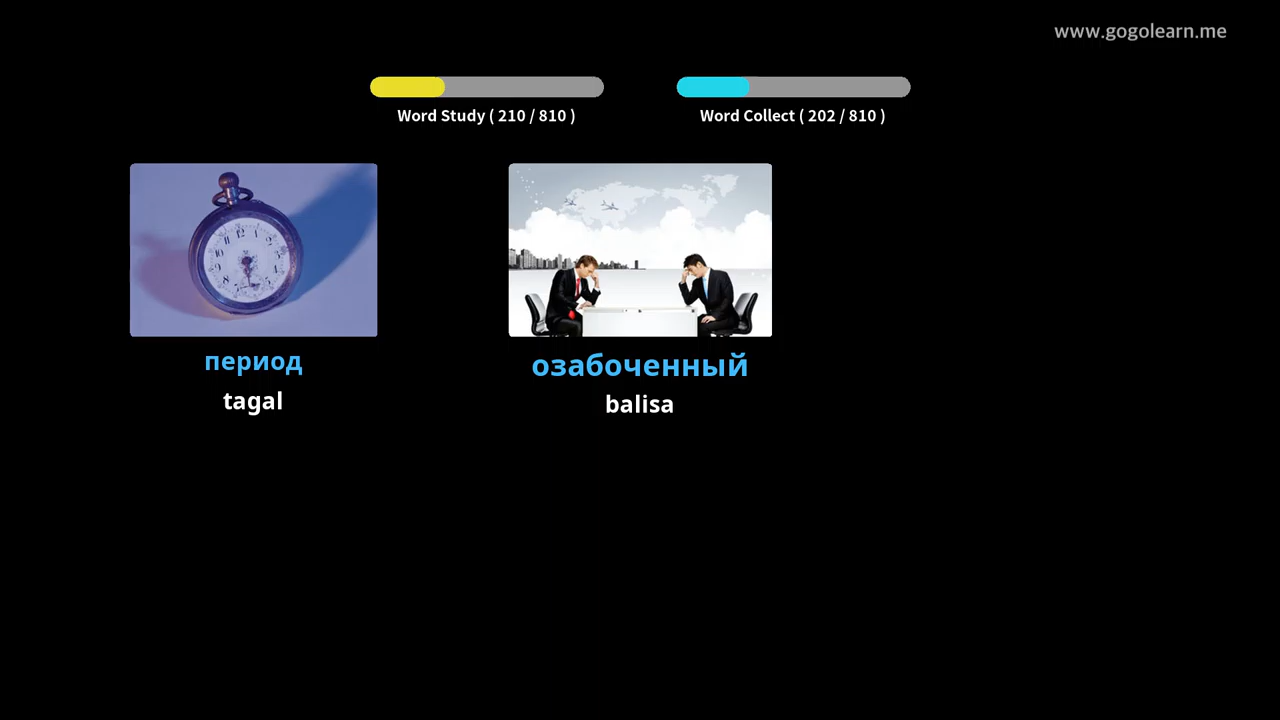 www.gogolearn.me
Word Study ( 210 / 810 )
Word Collect ( 202 / 810 )
период
tagal
озабоченный
balisa